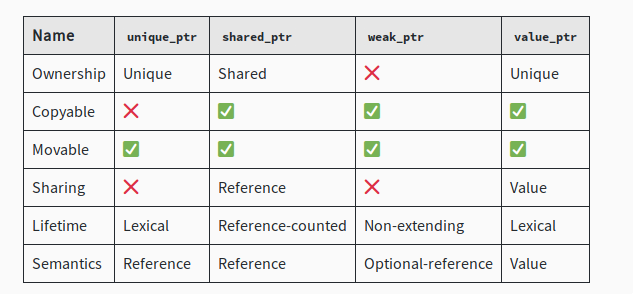 Name unique_ptr shared_ptr weak_ptr value_ptr
Ownership Unique Shared ❌ Unique
Copyable ❌ ✅ ✅ ✅
Movable ✅ ✅ ✅ ✅
Sharing ❌ Reference ❌ Value
Lifetime Lexical Reference-counted Non-extending Lexical
Semantics Reference Reference Optional-reference Value